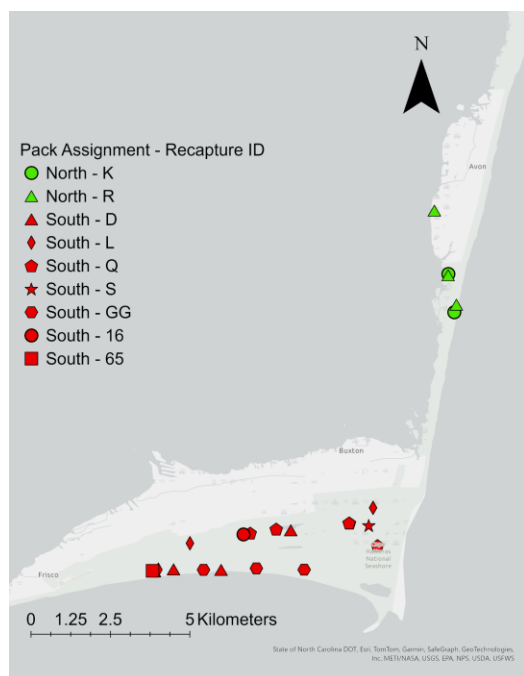 N
Avon
Pack Assignment - Recapture ID
North - K
North - R
South - D
South - L
South - Q
South - S
South - GG
South - 16
South - 65
Buxton
National
Seashore
Frisco
0 1.25 2.5 5 Kilometers
State of North Carolina DOT, Esri, TomTom, Garmin, SafeGraph, GeoTechnologies,
Inc, METI/NASA, USGS, EPA, NPS, USDA, USFWS